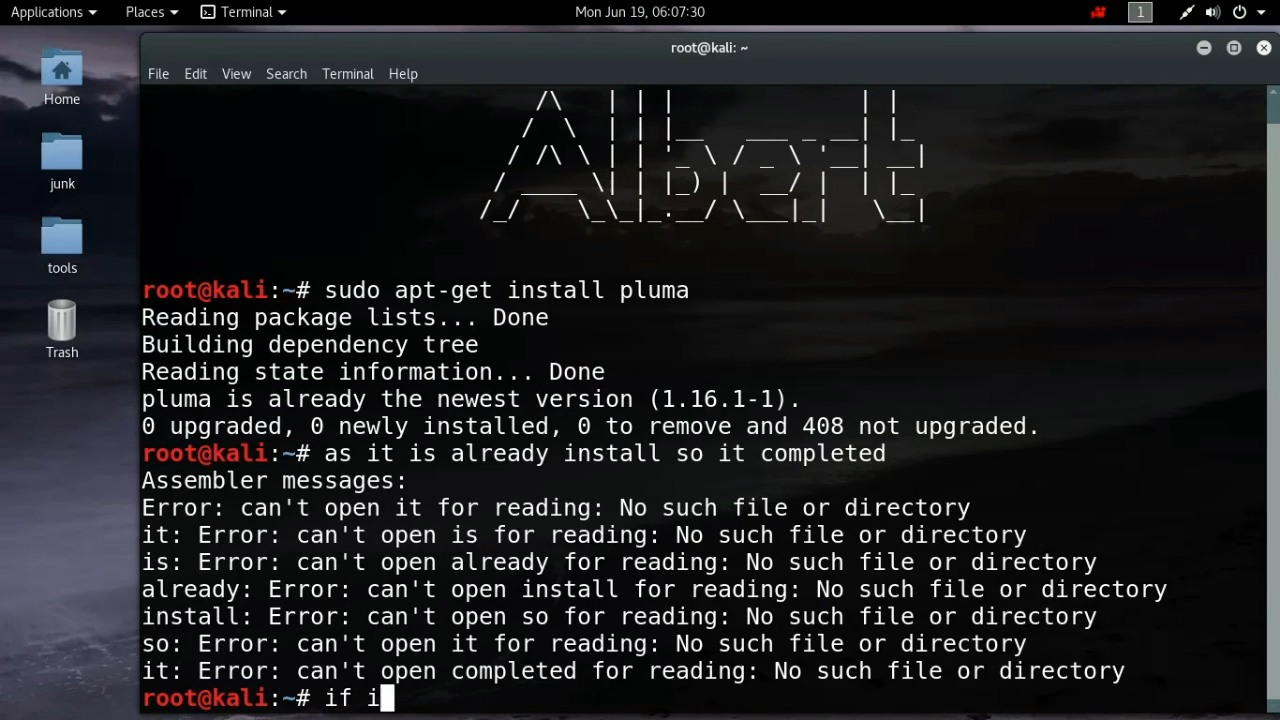 Applications Places Terminal Mon Jun 19, 06:07:30 1
root@kali: ~
File Edit View Search Terminal Help
Home
junk
tools
Trash
Albert
root@kali:~# sudo apt-get install pluma
Reading package lists... Done
Building dependency tree
Reading state information... Done
pluma is already the newest version (1.16.1-1).
0 upgraded, 0 newly installed, 0 to remove and 408 not upgraded.
root@kali:~# as it is already install so it completed
Assembler messages:
Error: can't open it for reading: No such file or directory
it: Error: can't open is for reading: No such file or directory
is: Error: can't open already for reading: No such file or directory
already: Error: can't open install for reading: No such file or directory
install: Error: can't open so for reading: No such file or directory
so: Error: can't open it for reading: No such file or directory
it: Error: can't open completed for reading: No such file or directory
root@kali:~# if i